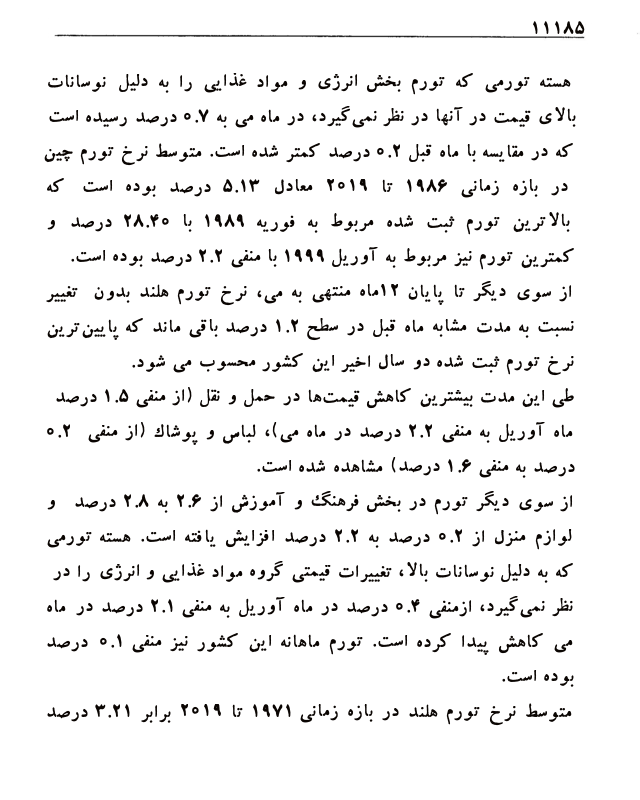 ۱۱۱۸۵
هسته تورمی که تورم بخش انرژی و مواد غذایی را به دلیل نوسانات
بالای قیمت در آنها در نظر نمی‌گیرد، در ماه می به ۰.۷ درصد رسیده است
که در مقایسه با ماه قبل ۰.۲ درصد کمتر شده است. متوسط نرخ تورم چین
در بازه زمانی ۱۹۸۶ تا ۲۰۱۹ معادل ۵.۱۳ درصد بوده است که
بالاترین تورم ثبت شده مربوط به فوریه ۱۹۸۹ با ۲۸.۴۰ درصد و
کمترین تورم نیز مربوط به آوریل ۱۹۹۹ با منفی ۲.۲ درصد بوده است.
از سوی دیگر تا پایان ۱۲ماه منتهی به می، نرخ تورم هلند بدون تغییر
نسبت به مدت مشابه ماه قبل در سطح ۱.۲ درصد باقی ماند که پایین‌ترین
نرخ تورم ثبت شده دو سال اخیر این کشور محسوب می شود.
طی این مدت بیشترین کاهش قیمت‌ها در حمل و نقل (از منفی ۱.۵ درصد
ماه آوریل به منفی ۲.۲ درصد در ماه می)، لباس و پوشاك (از منفی ۰.۲
درصد به منفی ۱.۶ درصد) مشاهده شده است.
از سوی دیگر تورم در بخش فرهنگ و آموزش از ۲.۶ به ۲.۸ درصد و
لوازم منزل از ۰.۲ درصد به ۲.۲ درصد افزایش یافته است. هسته تورمی
که به دلیل نوسانات بالا، تغییرات قیمتی گروه مواد غذایی و انرژی را در
نظر نمی‌گیرد، ازمنفی ۰.۴ درصد در ماه آوریل به منفی ۲.۱ درصد در ماه
می کاهش پیدا کرده است. تورم ماهانه این کشور نیز منفی ۰.۱ درصد
بوده است.
متوسط نرخ تورم هلند در بازه زمانی ۱۹۷۱ تا ۲۰۱۹ برابر ۳.۲۱ درصد